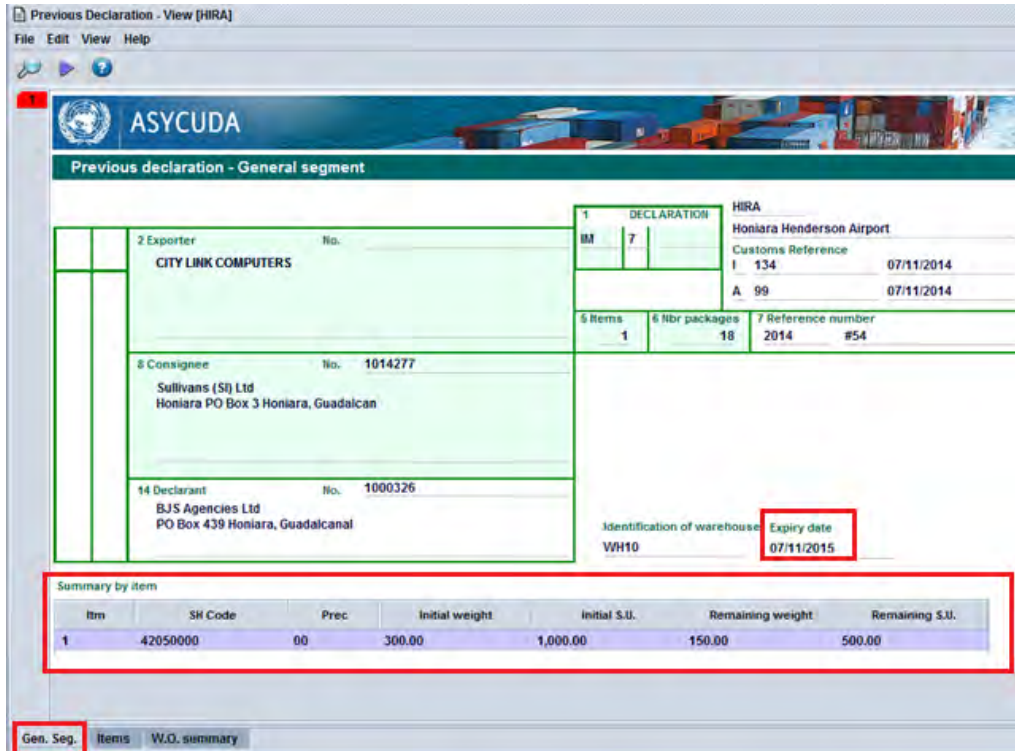 Previous Declaration - View [HIRA]
File Edit View Help
1
ASYCUDA
Previous declaration - General segment
1 DECLARATION
IM 7
HIRA
Honiara Henderson Airport
Customs Reference
I 134 07/11/2014
A 99 07/11/2014
2 Exporter No.
CITY LINK COMPUTERS
5 Items 6 Nbr packages 7 Reference number
1 18 2014 #54
8 Consignee No. 1014277
Sullivans (SI) Ltd
Honiara PO Box 3 Honiara, Guadalcan
14 Declarant No. 1000326
BJS Agencies Ltd
PO Box 439 Honiara, Guadalcanal
Identification of warehouse Expiry date
WH10 07/11/2015
Summary by item
Itm SH Code Prec Initial weight Initial S.U. Remaining weight Remaining S.U.
1 42050000 00 300.00 1,000.00 150.00 500.00
Gen. Seg. Items W.O. summary